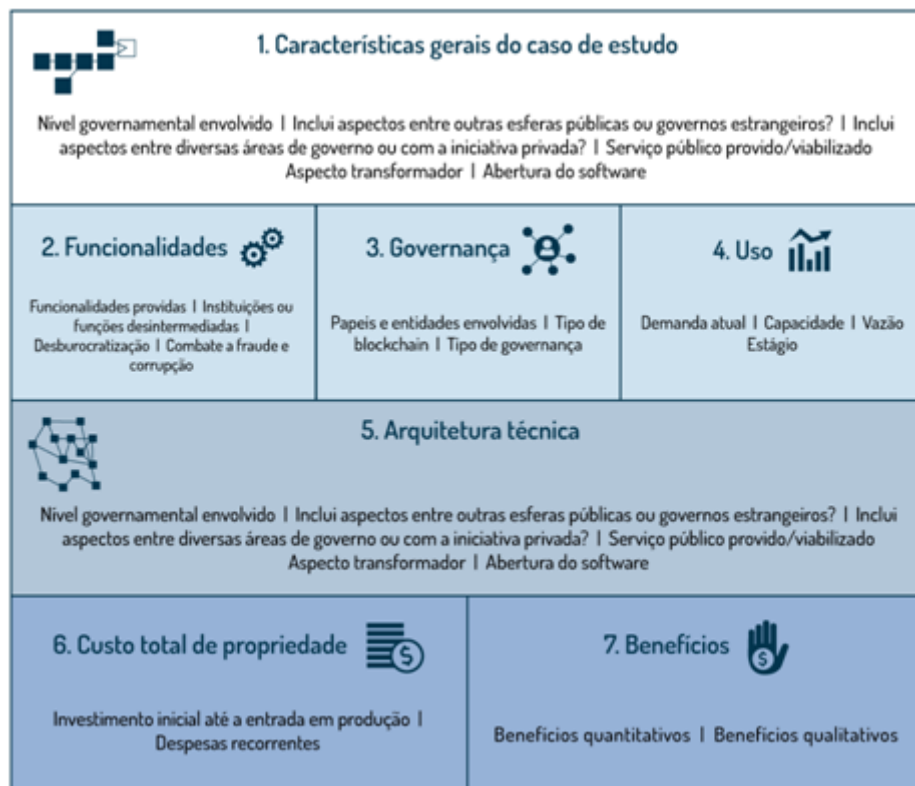 1. Características gerais do caso de estudo
Nível governamental envolvido | Inclui aspectos entre outras esferas públicas ou governos estrangeiros? | Inclui
aspectos entre diversas áreas de governo ou com a iniciativa privada? | Serviço público provido/viabilizado
Aspecto transformador | Abertura do software
2. Funcionalidades
Funcionalidades providas | Instituições ou
funções desintermediadas |
Desburocratização | Combate a fraude e
corrupção
3. Governança
Papeis e entidades envolvidas | Tipo de
blockchain | Tipo de governança
4. Uso
Demanda atual | Capacidade | Vazão
Estágio
5. Arquitetura técnica
Nível governamental envolvido | Inclui aspectos entre outras esferas públicas ou governos estrangeiros? | Inclui
aspectos entre diversas áreas de governo ou com a iniciativa privada? | Serviço público provido/viabilizado
Aspecto transformador | Abertura do software
6. Custo total de propriedade
$
Investimento inicial até a entrada em produção |
Despesas recorrentes
7. Benefícios
$
Benefícios quantitativos | Benefícios qualitativos